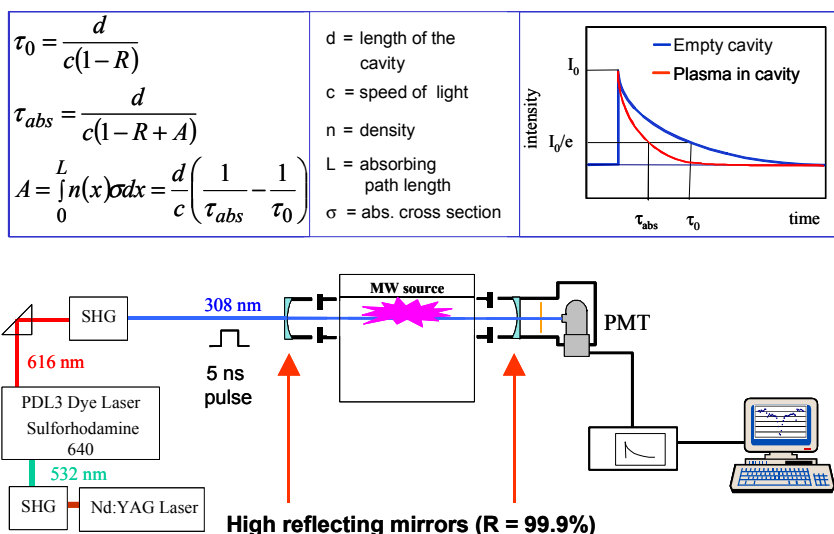 τ₀ = d / c(1 − R)
τ_abs = d / c(1 − R + A)
A = ∫₀ᴸ n(x)σdx = d/c (1/τ_abs − 1/τ₀)
d = length of the
cavity
c = speed of light
n = density
L = absorbing
path length
σ = abs. cross section
Empty cavity
Plasma in cavity
I₀
I₀/e
intensity
τ_abs
τ₀
time
SHG
308 nm
MW source
PMT
616 nm
5 ns
pulse
PDL3 Dye Laser
Sulforhodamine
640
532 nm
SHG
Nd:YAG Laser
High reflecting mirrors (R = 99.9%)